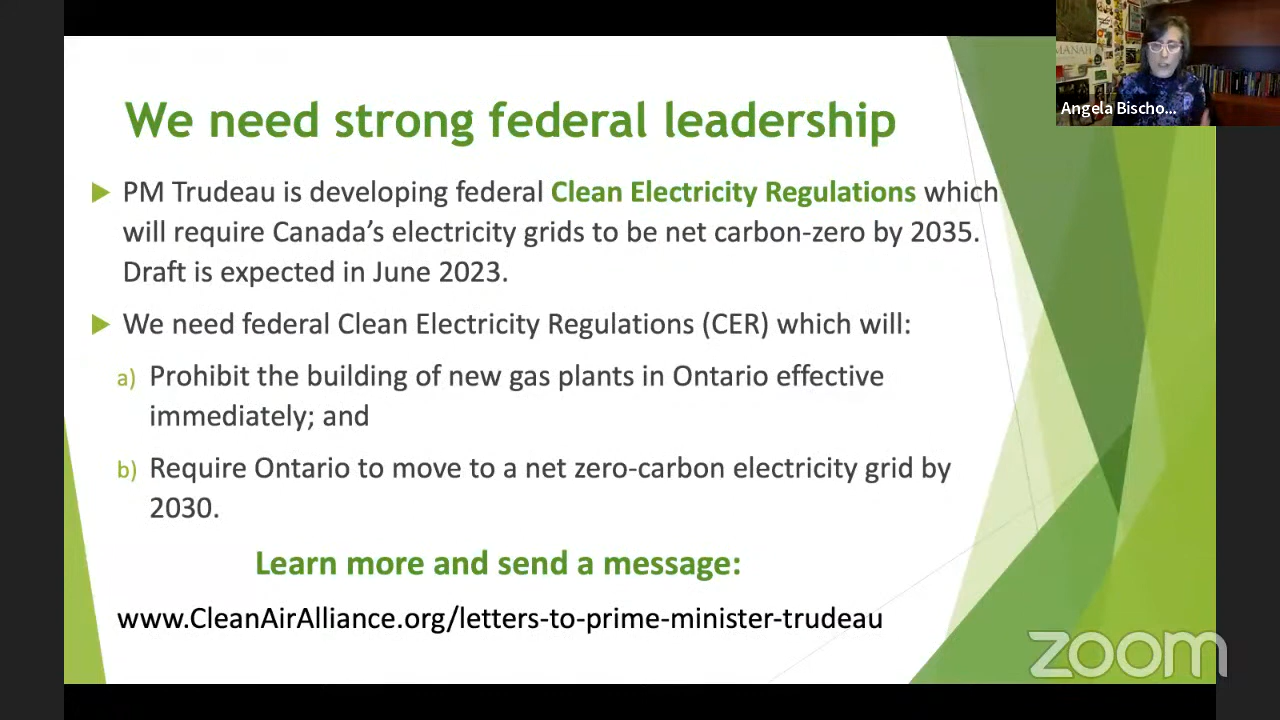 We need strong federal leadership
PM Trudeau is developing federal Clean Electricity Regulations which
will require Canada's electricity grids to be net carbon-zero by 2035.
Draft is expected in June 2023.
We need federal Clean Electricity Regulations (CER) which will:
a) Prohibit the building of new gas plants in Ontario effective
immediately; and
b) Require Ontario to move to a net zero-carbon electricity grid by
2030.
Learn more and send a message:
www.CleanAirAlliance.org/letters-to-prime-minister-trudeau
Angela Bischo...
zoom